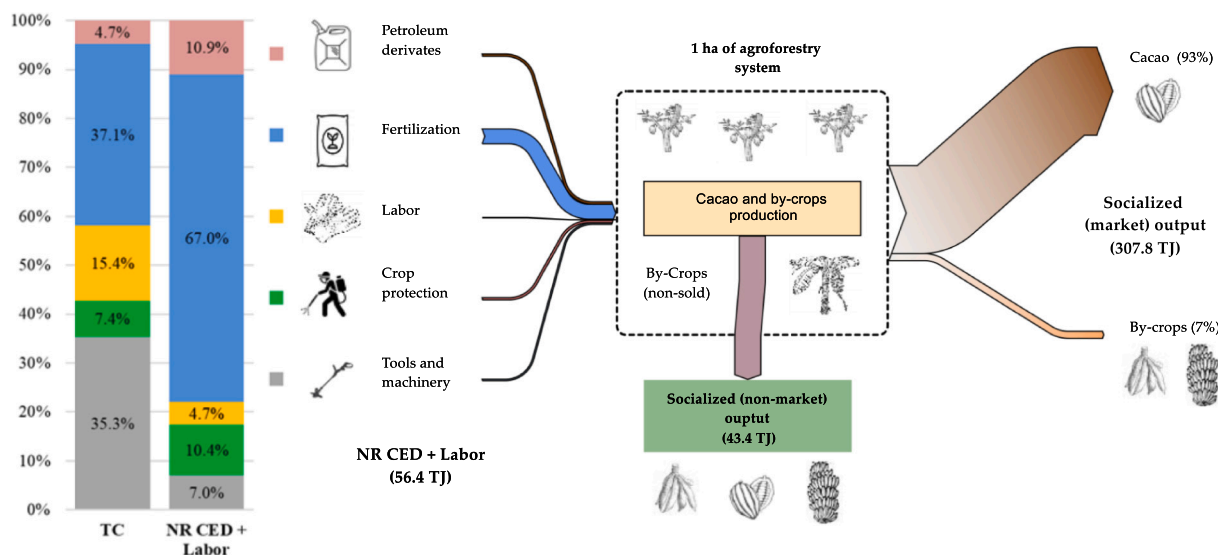 100%
90%
80%
70%
60%
50%
40%
30%
20%
10%
0%
4.7%
37.1%
15.4%
7.4%
35.3%
TC
10.9%
67.0%
4.7%
10.4%
7.0%
NR CED +
Labor
Petroleum
derivates
Fertilization
Labor
Crop
protection
Tools and
machinery
NR CED + Labor
(56.4 TJ)
1 ha of agroforestry
system
Cacao and by-crops
production
By-Crops
(non-sold)
Socialized (non-market)
ouptut
(43.4 TJ)
Cacao (93%)
Socialized
(market) output
(307.8 TJ)
By-crops (7%)